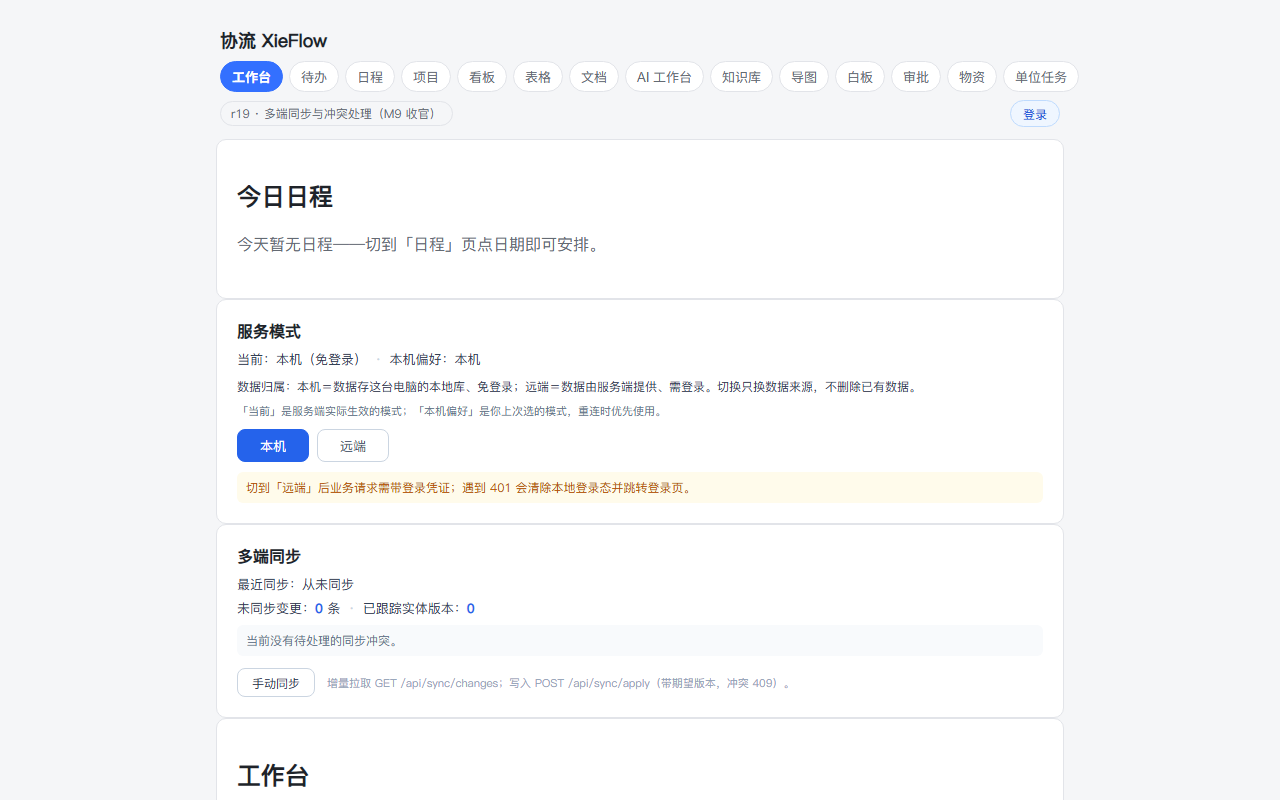 协流 XieFlow
工作台 待办 日程 项目 看板 表格 文档 AI 工作台 知识库 导图 白板 审批 物资 单位任务
r19 · 多端同步与冲突处理（M9 收官） 登录
今日日程
今天暂无日程——切到「日程」页点日期即可安排。
服务模式
当前：本机（免登录） · 本机偏好：本机
数据归属：本机＝数据存这台电脑的本地库、免登录；远端＝数据由服务端提供、需登录。切换只换数据来源，不删除已有数据。
「当前」是服务端实际生效的模式；「本机偏好」是你上次选的模式，重连时优先使用。
本机 远端
切到「远端」后业务请求需带登录凭证；遇到 401 会清除本地登录态并跳转登录页。
多端同步
最近同步：从未同步
未同步变更：0 条 · 已跟踪实体版本：0
当前没有待处理的同步冲突。
手动同步 增量拉取 GET /api/sync/changes；写入 POST /api/sync/apply（带期望版本，冲突 409）。
工作台